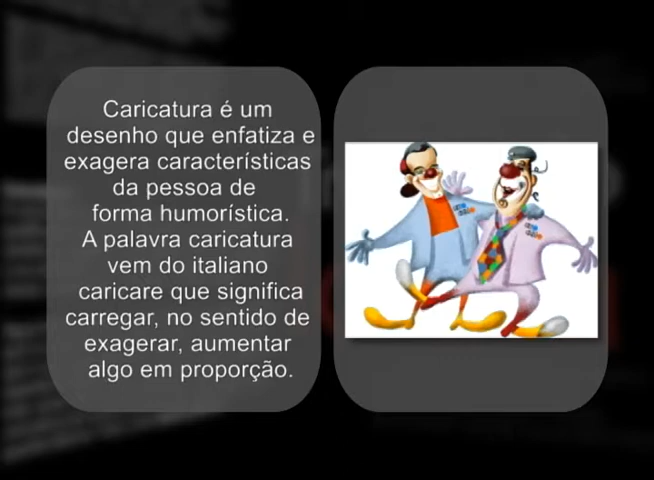 Caricatura é um
desenho que enfatiza e
exagera características
da pessoa de
forma humorística.
A palavra caricatura
vem do italiano
caricare que significa
carregar, no sentido de
exagerar, aumentar
algo em proporção.